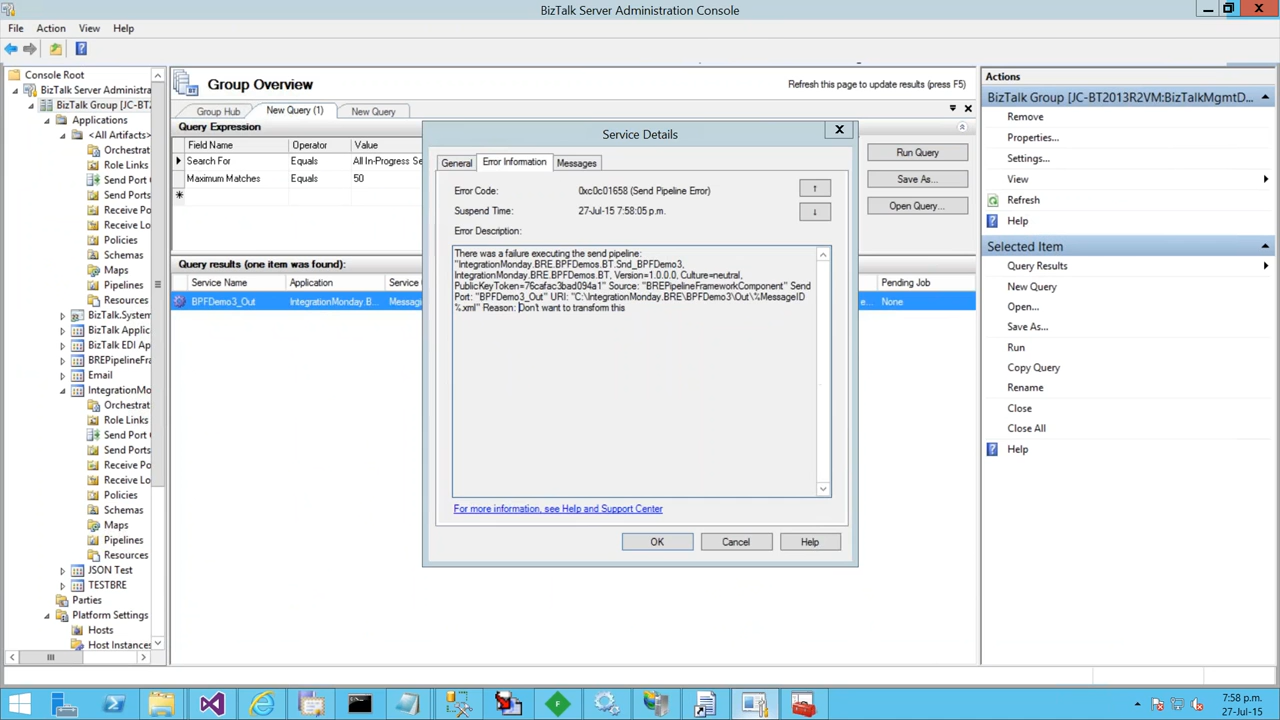 BizTalk Server Administration Console
File Action View Help
Console Root
BizTalk Server Administra
BizTalk Group [JC-BT2
Applications
<All Artifacts>
Orchestrat
Role Links
Send Port (
Send Ports
Receive Po
Receive Lo
Policies
Schemas
Maps
Pipelines
Resources
BizTalk.System
BizTalk Applic
BizTalk EDI App
BREPipelineFra
Email
IntegrationMo
Orchestrat
Role Links
Send Port (
Send Ports
Receive Po
Receive Lo
Policies
Schemas
Maps
Pipelines
Resources
JSON Test
TESTBRE
Parties
Platform Settings
Hosts
Host Instances
Group Overview
Refresh this page to update results (press F5)
Group Hub New Query (1) New Query
Query Expression
Field Name Operator Value
Search For Equals All In-Progress Se
Maximum Matches Equals 50
Run Query
Save As...
Open Query...
Query results (one item was found):
Service Name Application Service Pending Job
BPFDemo3_Out IntegrationMonday.B... Messagi e... None
Service Details
General Error Information Messages
Error Code: 0xc0c01658 (Send Pipeline Error)
Suspend Time: 27-Jul-15 7:58:05 p.m.
Error Description:
There was a failure executing the send pipeline:
"IntegrationMonday.BRE.BPFDemos.BT.Snd_BPFDemo3,
IntegrationMonday.BRE.BPFDemos.BT, Version=1.0.0.0, Culture=neutral,
PublicKeyToken=76cafac3bad094a1" Source: "BREPipelineFrameworkComponent" Send
Port: "BPFDemo3_Out" URI: "C:\IntegrationMonday.BRE\BPFDemo3\Out\%MessageID
%.xml" Reason: Don't want to transform this
For more information, see Help and Support Center
OK Cancel Help
Actions
BizTalk Group [JC-BT2013R2VM:BizTalkMgmtD...
Remove
Properties...
Settings...
View
Refresh
Help
Selected Item
Query Results
New Query
Open...
Save As...
Run
Copy Query
Rename
Close
Close All
Help
7:58 p.m.
27-Jul-15